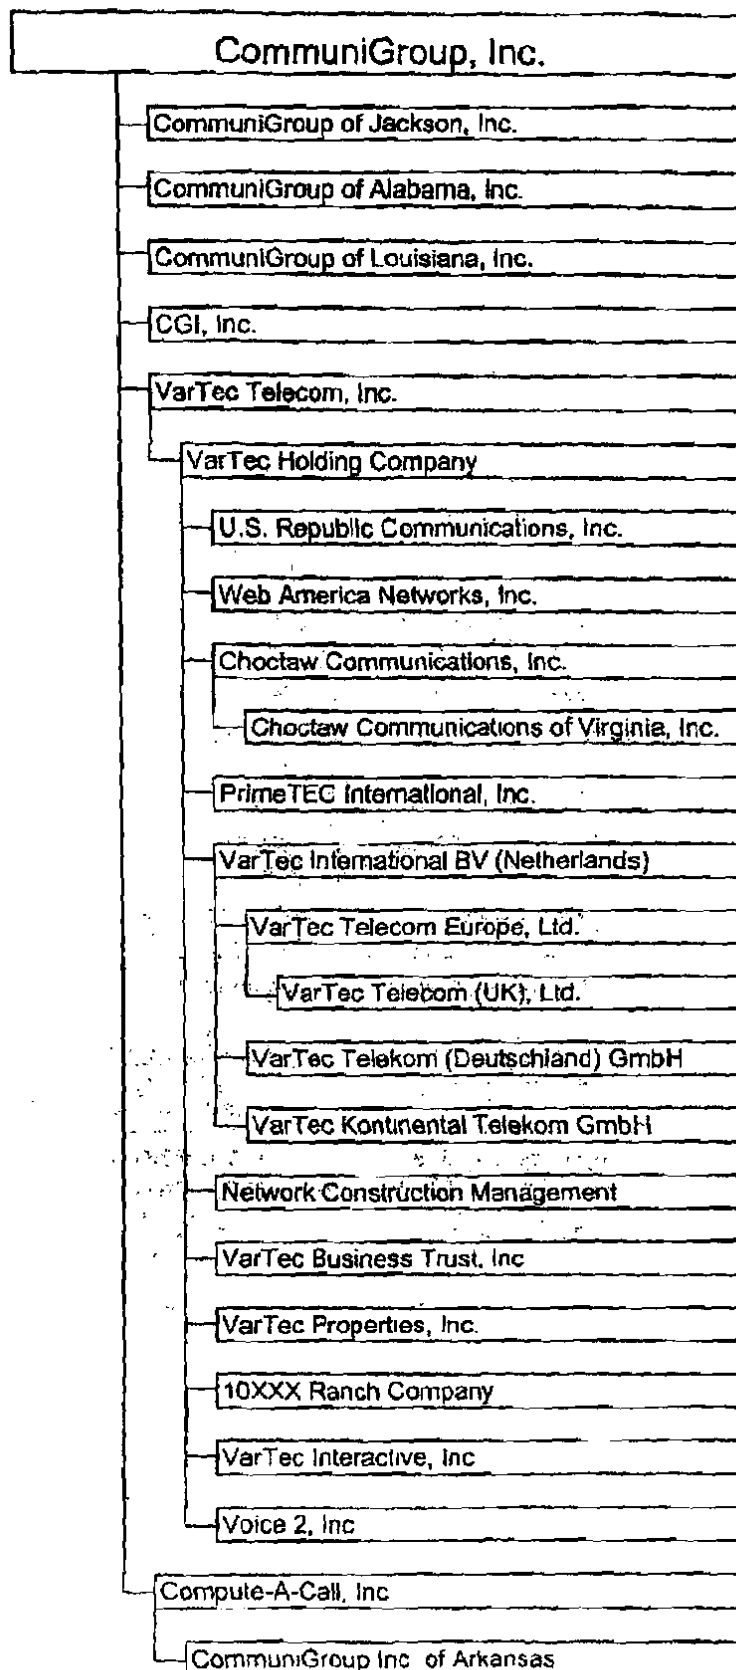 CommuniGroup, Inc.
CommuniGroup of Jackson, Inc.
CommuniGroup of Alabama, Inc.
CommuniGroup of Louisiana, Inc.
CGI, Inc.
VarTec Telecom, Inc.
VarTec Holding Company
U.S. Republic Communications, Inc.
Web America Networks, Inc.
Choctaw Communications, Inc.
Choctaw Communications of Virginia, Inc.
PrimeTEC International, Inc.
VarTec International BV (Netherlands)
VarTec Telecom Europe, Ltd.
VarTec Telecom (UK), Ltd.
VarTec Telekom (Deutschland) GmbH
VarTec Kontinental Telekom GmbH
Network Construction Management
VarTec Business Trust, Inc
VarTec Properties, Inc.
10XXX Ranch Company
VarTec Interactive, Inc
Voice 2, Inc
Compute-A-Call, Inc
CommuniGroup Inc of Arkansas